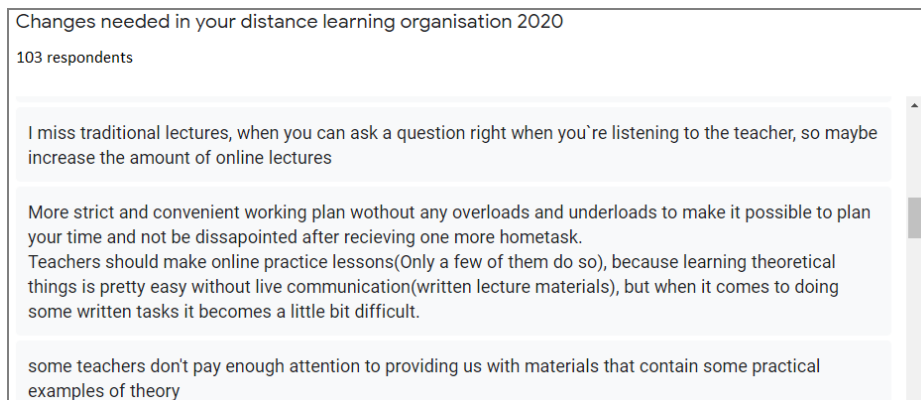 Changes needed in your distance learning organisation 2020
103 respondents
I miss traditional lectures, when you can ask a question right when you`re listening to the teacher, so maybe
increase the amount of online lectures
More strict and convenient working plan wothout any overloads and underloads to make it possible to plan
your time and not be dissapointed after recieving one more hometask.
Teachers should make online practice lessons(Only a few of them do so), because learning theoretical
things is pretty easy without live communication(written lecture materials), but when it comes to doing
some written tasks it becomes a little bit difficult.
some teachers don't pay enough attention to providing us with materials that contain some practical
examples of theory